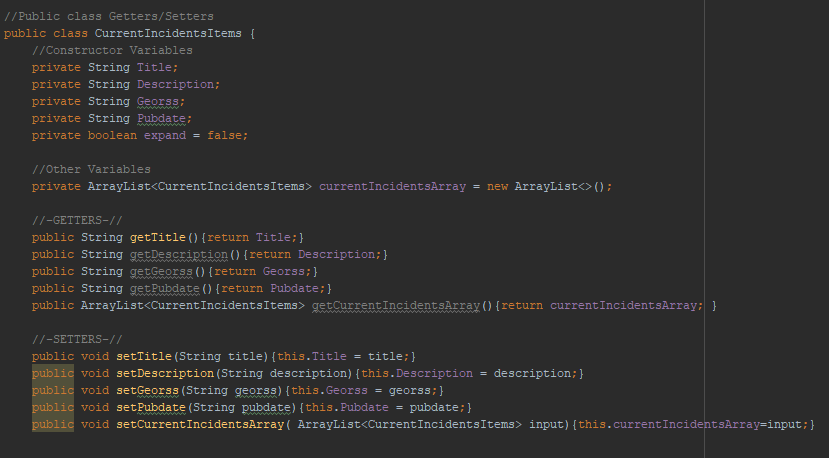 //Public class Getters/Setters
public class CurrentIncidentsItems {
//Constructor Variables
private String Title;
private String Description;
private String Georss;
private String Pubdate;
private boolean expand = false;
//Other Variables
private ArrayList<CurrentIncidentsItems> currentIncidentsArray = new ArrayList<>();
//-GETTERS-//
public String getTitle(){return Title;}
public String getDescription(){return Description;}
public String getGeorss(){return Georss;}
public String getPubdate(){return Pubdate;}
public ArrayList<CurrentIncidentsItems> getCurrentIncidentsArray(){return currentIncidentsArray; }
//-SETTERS-//
public void setTitle(String title){this.Title = title;}
public void setDescription(String description){this.Description = description;}
public void setGeorss(String georss){this.Georss = georss;}
public void setPubdate(String pubdate){this.Pubdate = pubdate;}
public void setCurrentIncidentsArray( ArrayList<CurrentIncidentsItems> input){this.currentIncidentsArray=input;}